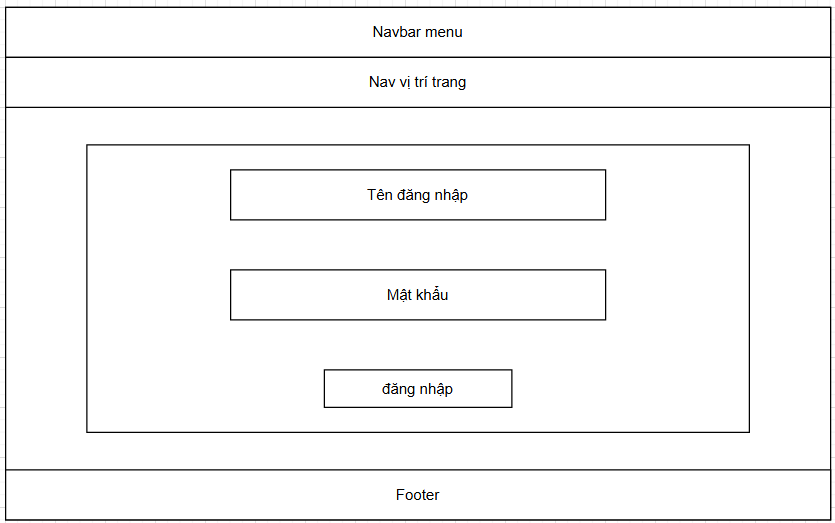 Navbar menu
Nav vị trí trang
Tên đăng nhập
Mật khẩu
đăng nhập
Footer